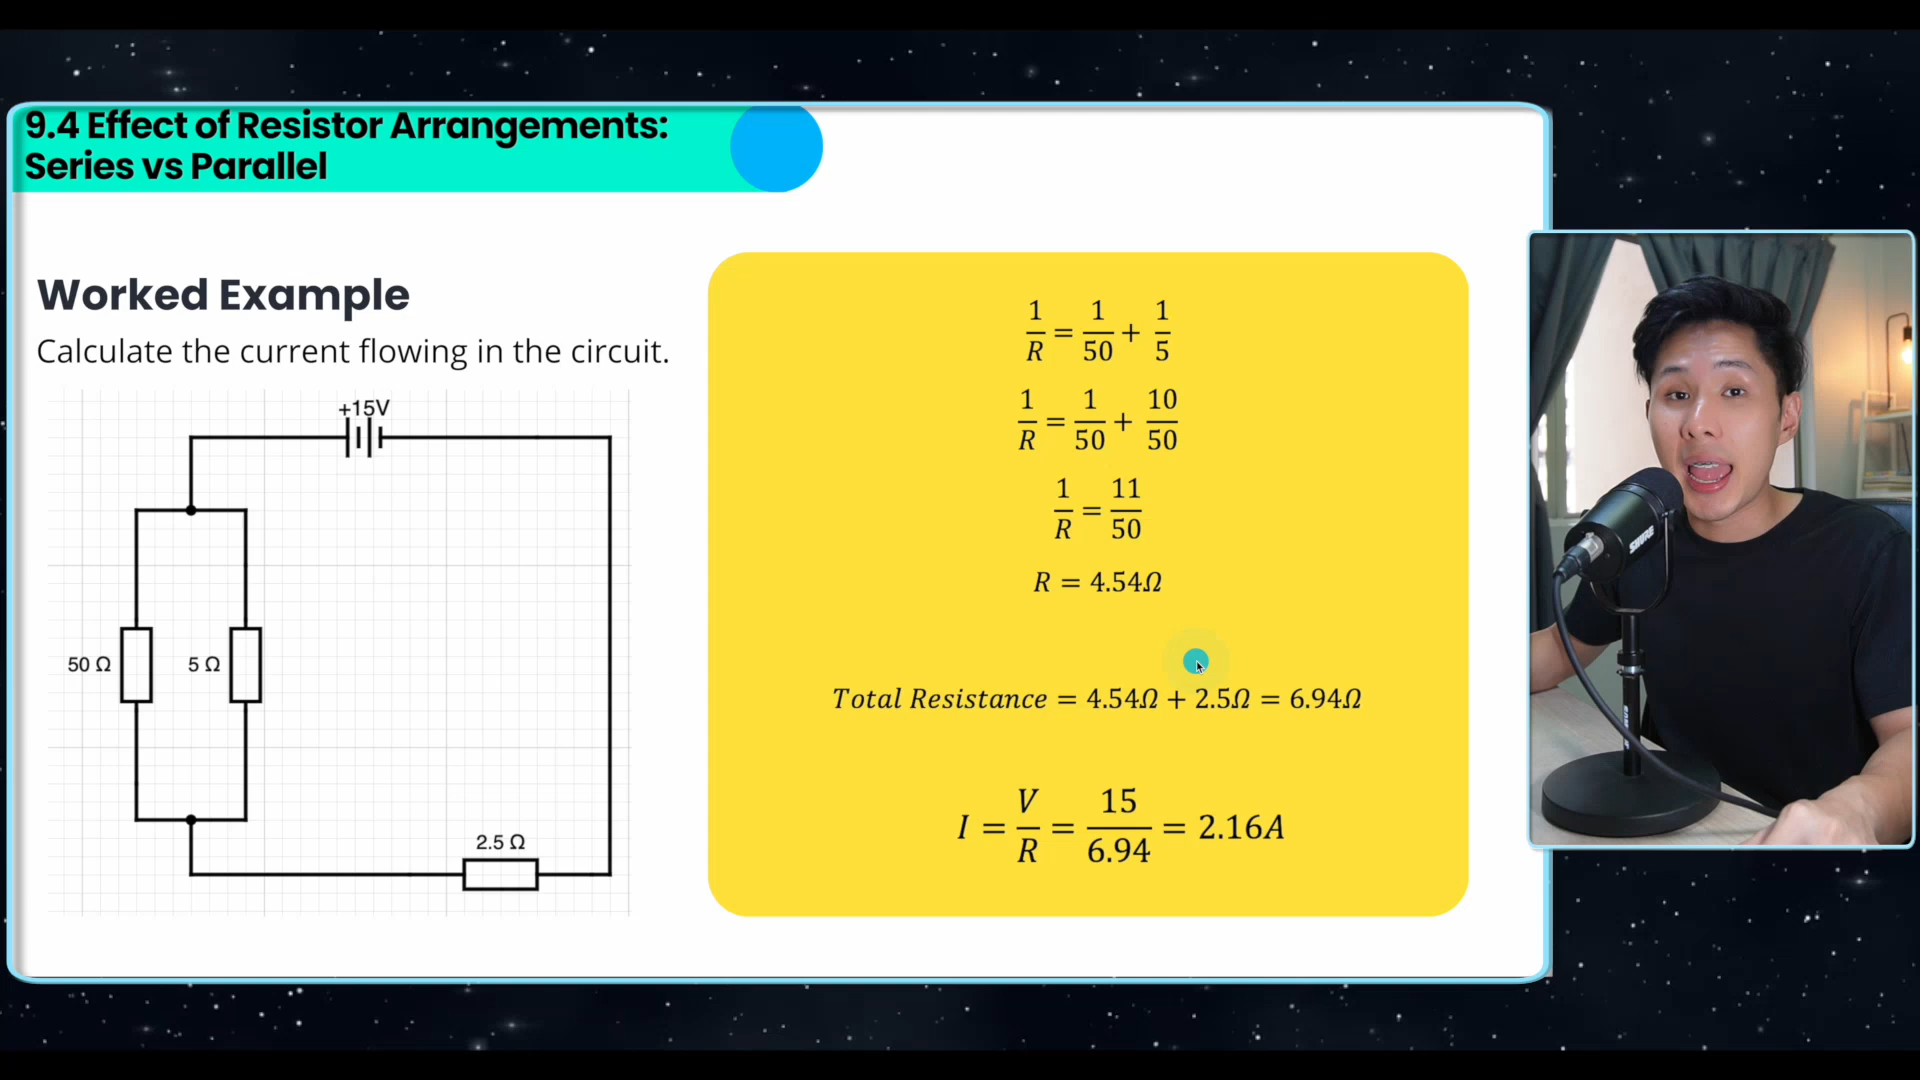 9.4 Effect of Resistor Arrangements:
Series vs Parallel
Worked Example
Calculate the current flowing in the circuit.
+15V
50 Ω
5 Ω
2.5 Ω
1/R = 1/50 + 1/5
1/R = 1/50 + 10/50
1/R = 11/50
R = 4.54Ω
Total Resistance = 4.54Ω + 2.5Ω = 6.94Ω
I = V/R = 15/6.94 = 2.16A
SHURE